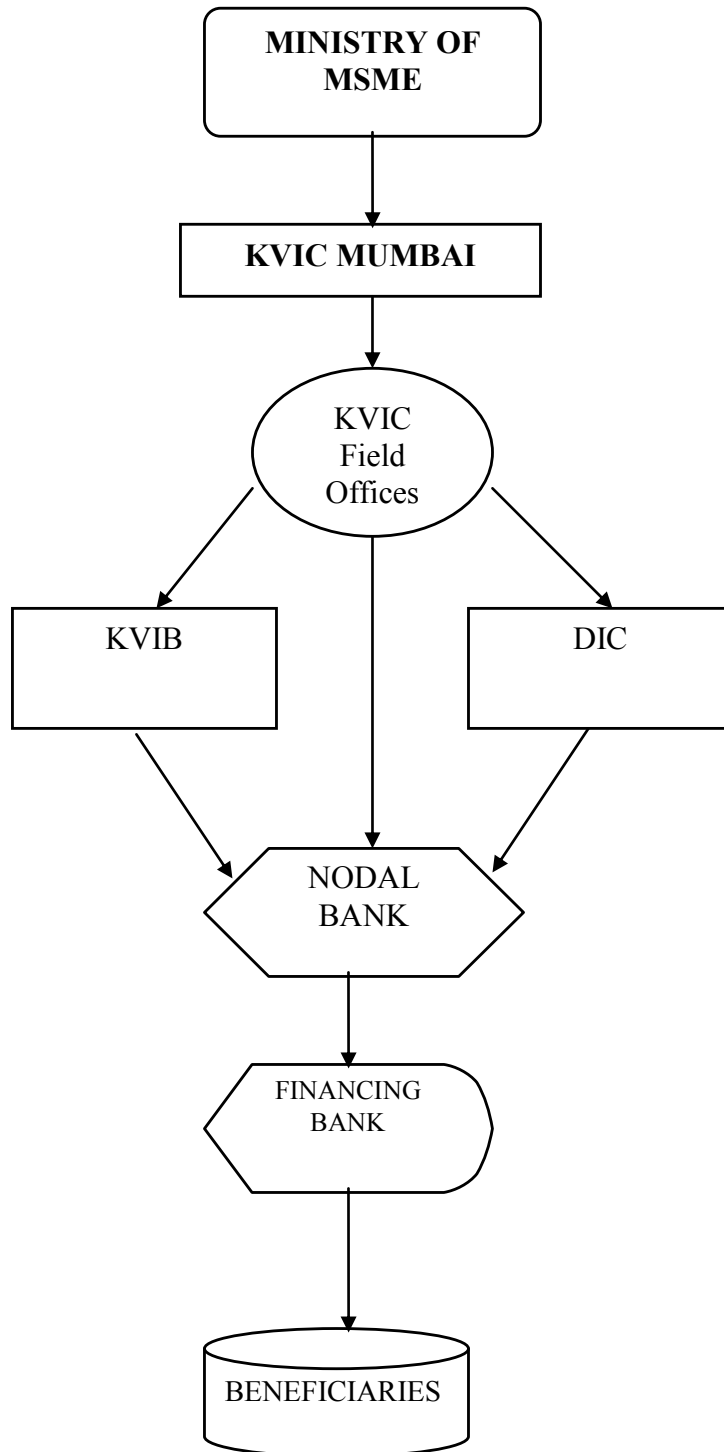 MINISTRY OF
MSME
KVIC MUMBAI
KVIC
Field
Offices
KVIB
DIC
NODAL
BANK
FINANCING
BANK
BENEFICIARIES